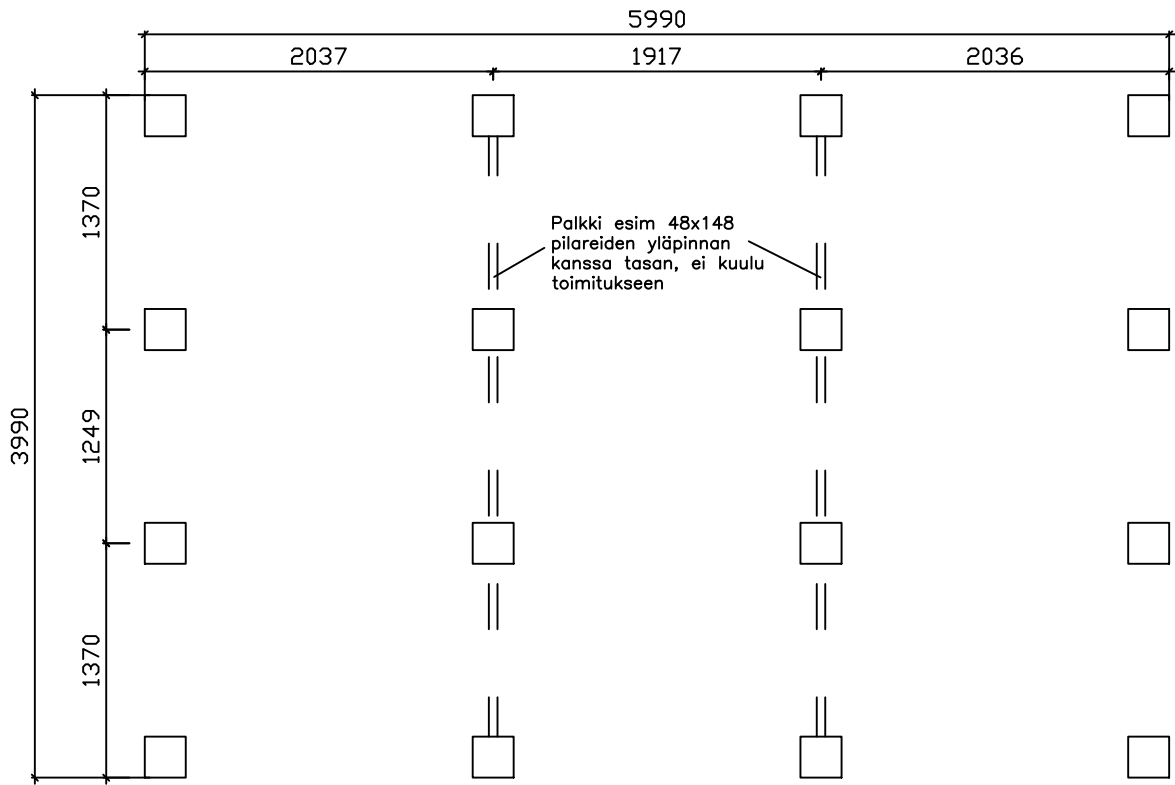 5990
2037
1917
2036
1370
Palkki esim 48x148
pilareiden yläpinnan
kanssa tasan, ei kuulu
toimitukseen
3990
1249
1370